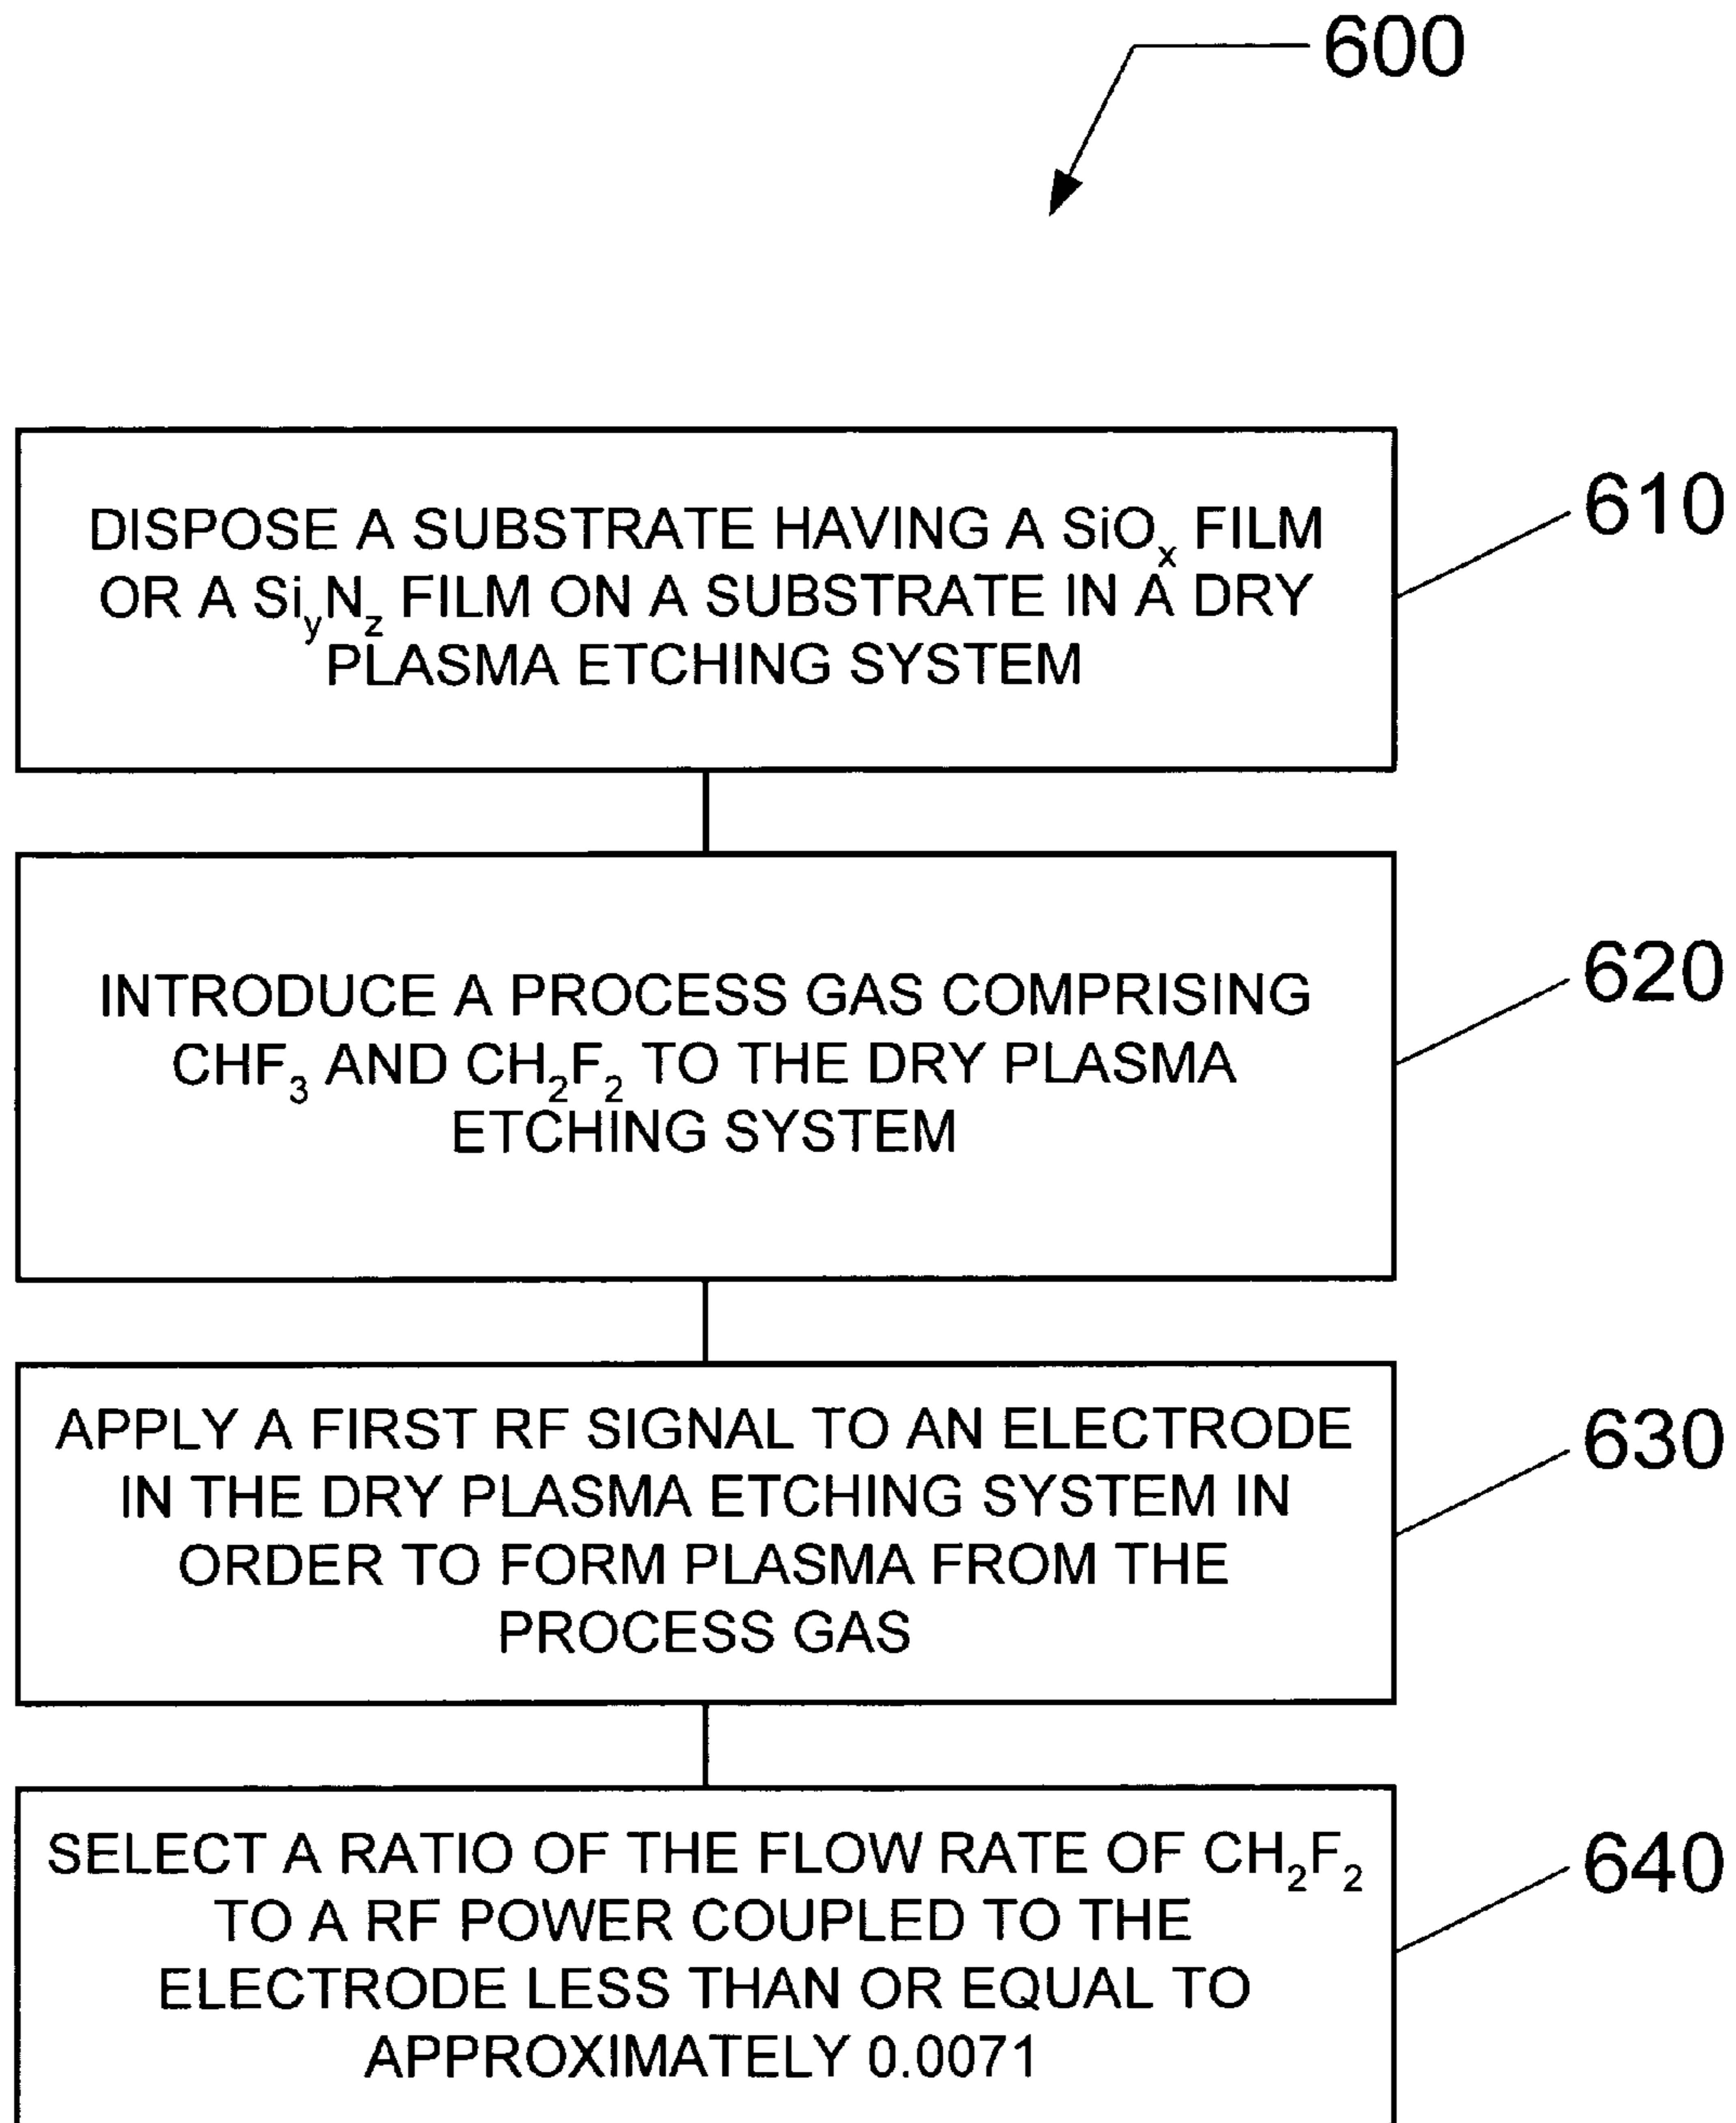 600
DISPOSE A SUBSTRATE HAVING A SiOₓ FILM
OR A SiᵧN_z FILM ON A SUBSTRATE IN A DRY
PLASMA ETCHING SYSTEM
610
INTRODUCE A PROCESS GAS COMPRISING
CHF₃ AND CH₂F₂ TO THE DRY PLASMA
ETCHING SYSTEM
620
APPLY A FIRST RF SIGNAL TO AN ELECTRODE
IN THE DRY PLASMA ETCHING SYSTEM IN
ORDER TO FORM PLASMA FROM THE
PROCESS GAS
630
SELECT A RATIO OF THE FLOW RATE OF CH₂F₂
TO A RF POWER COUPLED TO THE
ELECTRODE LESS THAN OR EQUAL TO
APPROXIMATELY 0.0071
640